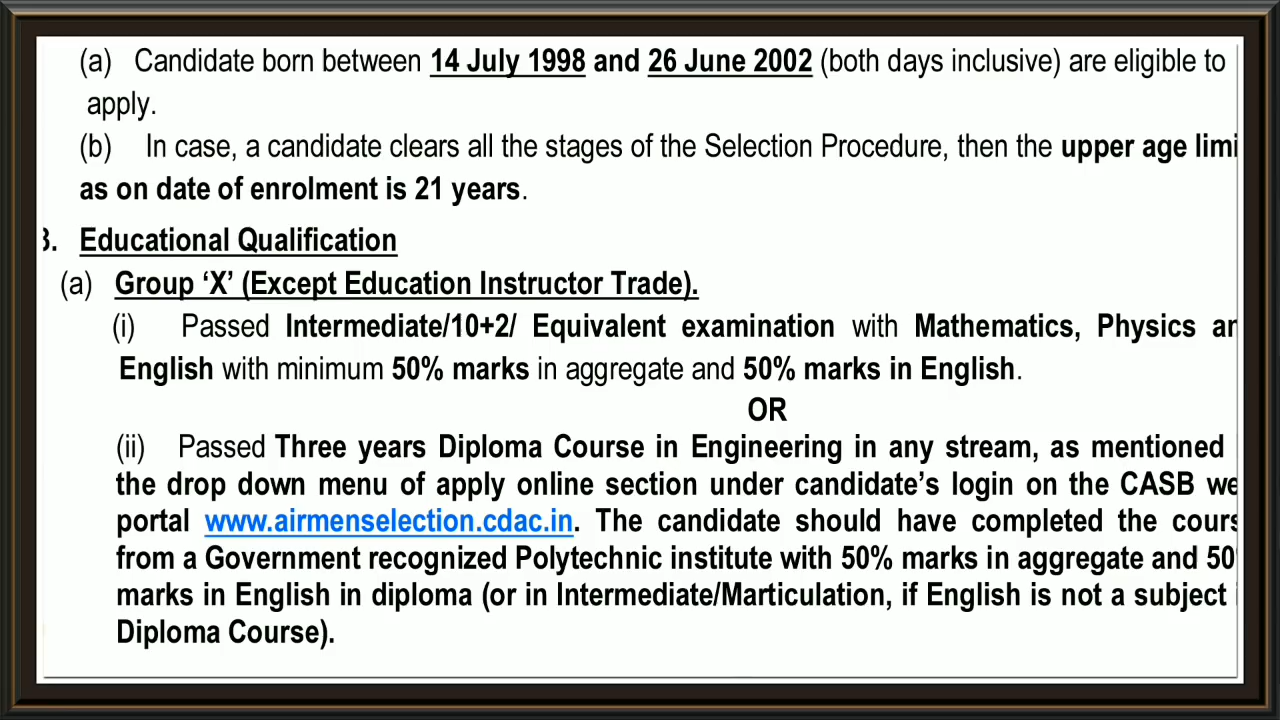 (a) Candidate born between 14 July 1998 and 26 June 2002 (both days inclusive) are eligible to
apply.
(b) In case, a candidate clears all the stages of the Selection Procedure, then the upper age limi
as on date of enrolment is 21 years.
3. Educational Qualification
(a) Group ‘X’ (Except Education Instructor Trade).
(i) Passed Intermediate/10+2/ Equivalent examination with Mathematics, Physics an
English with minimum 50% marks in aggregate and 50% marks in English.
OR
(ii) Passed Three years Diploma Course in Engineering in any stream, as mentioned
the drop down menu of apply online section under candidate’s login on the CASB we
portal www.airmenselection.cdac.in. The candidate should have completed the cours
from a Government recognized Polytechnic institute with 50% marks in aggregate and 50
marks in English in diploma (or in Intermediate/Marticulation, if English is not a subject
Diploma Course).